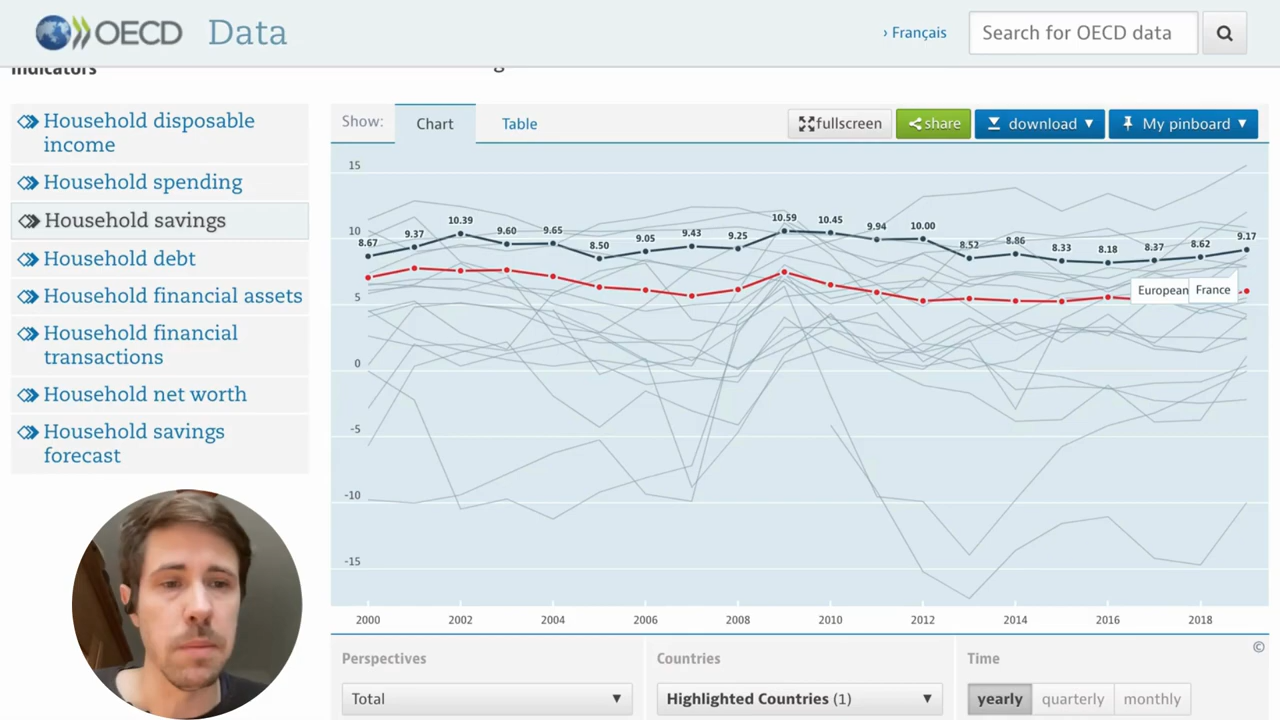 OECD Data
› Français
Search for OECD data
Indicators
Household disposable
income
Household spending
Household savings
Household debt
Household financial assets
Household financial
transactions
Household net worth
Household savings
forecast
Show:
Chart
Table
fullscreen
share
download ▼
My pinboard ▼
15
10
5
0
-5
-10
-15
8.67
9.37
10.39
9.60
9.65
8.50
9.05
9.43
9.25
10.59
10.45
9.94
10.00
8.52
8.86
8.33
8.18
8.37
8.62
9.17
European
France
2000
2002
2004
2006
2008
2010
2012
2014
2016
2018
©
Perspectives
Total ▼
Countries
Highlighted Countries (1) ▼
Time
yearly
quarterly
monthly